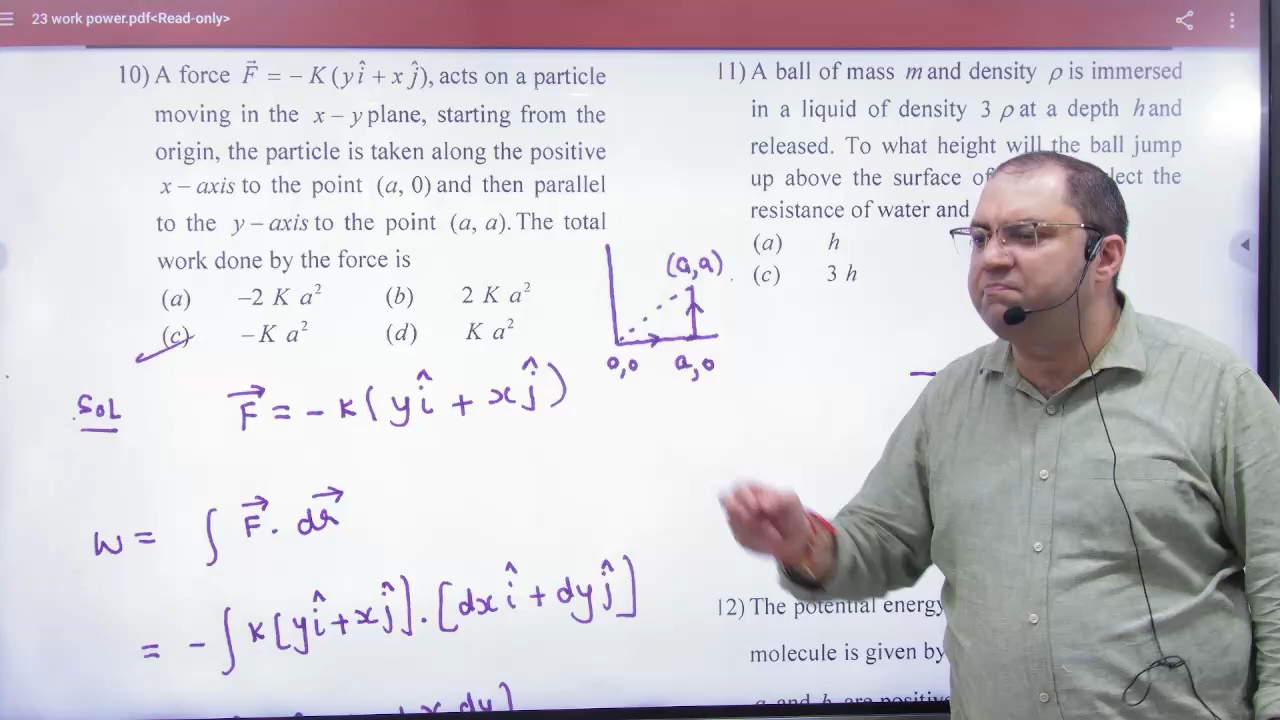 23 work power.pdf<Read-only>
10) A force F⃗ = − K (y î + x ĵ), acts on a particle
moving in the x − y plane, starting from the
origin, the particle is taken along the positive
x − axis to the point (a, 0) and then parallel
to the y − axis to the point (a, a). The total
work done by the force is
(a) −2 K a² (b) 2 K a²
(c) −K a² (d) K a²
(a,a)
0,0 a,0
SOL F⃗ = − K ( y î + x ĵ )
W = ∫ F⃗ . dr⃗
= − ∫ K [y î + x ĵ] . [dx î + dy ĵ]
x dy]
11) A ball of mass m and density ρ is immersed
in a liquid of density 3 ρ at a depth h and
released. To what height will the ball jump
up above the surface of the
resistance of water and
(a) h
(c) 3 h
12) The potential energy
molecule is given by
a and b are positive